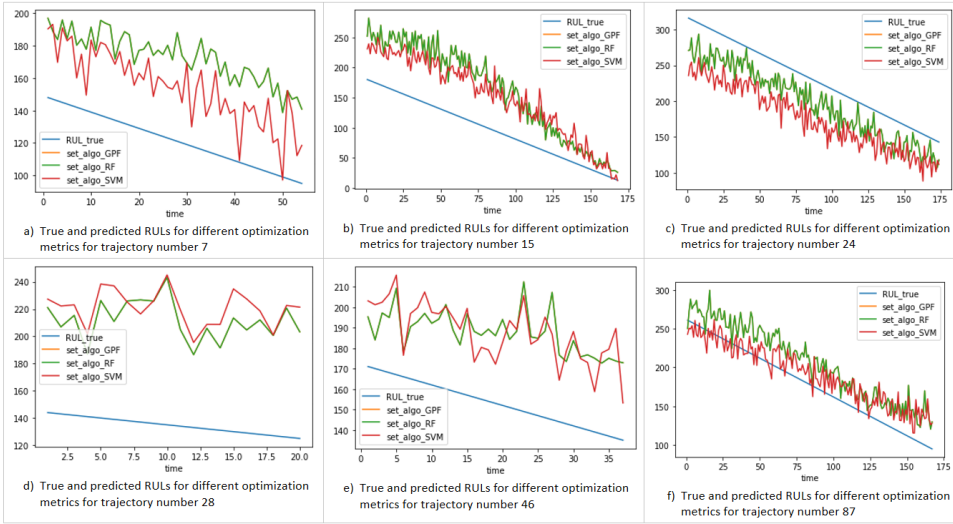 200
180
160
140
120
100
RUL_true
set_algo_GPF
set_algo_RF
set_algo_SVM
0 10 20 30 40 50
time
a) True and predicted RULs for different optimization
metrics for trajectory number 7
250
200
150
100
50
0
RUL_true
set_algo_GPF
set_algo_RF
set_algo_SVM
0 25 50 75 100 125 150 175
time
b) True and predicted RULs for different optimization
metrics for trajectory number 15
300
250
200
150
100
RUL_true
set_algo_GPF
set_algo_RF
set_algo_SVM
0 25 50 75 100 125 150 175
time
c) True and predicted RULs for different optimization
metrics for trajectory number 24
240
220
200
180
160
140
120
RUL_true
set_algo_GPF
set_algo_RF
set_algo_SVM
2.5 5.0 7.5 10.0 12.5 15.0 17.5 20.0
time
d) True and predicted RULs for different optimization
metrics for trajectory number 28
210
200
190
180
170
160
150
140
RUL_true
set_algo_GPF
set_algo_RF
set_algo_SVM
0 5 10 15 20 25 30 35
time
e) True and predicted RULs for different optimization
metrics for trajectory number 46
300
250
200
150
100
RUL_true
set_algo_GPF
set_algo_RF
set_algo_SVM
0 25 50 75 100 125 150 175
time
f) True and predicted RULs for different optimization
metrics for trajectory number 87